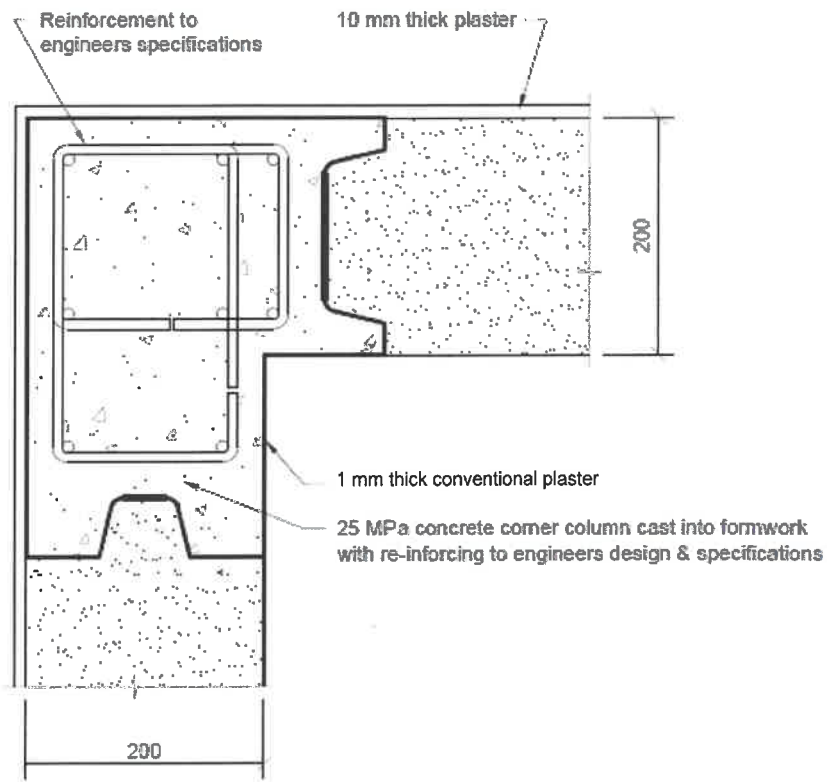 Reinforcement to
engineers specifications
10 mm thick plaster
200
1 mm thick conventional plaster
25 MPa concrete corner column cast into formwork
with re-inforcing to engineers design & specifications
200